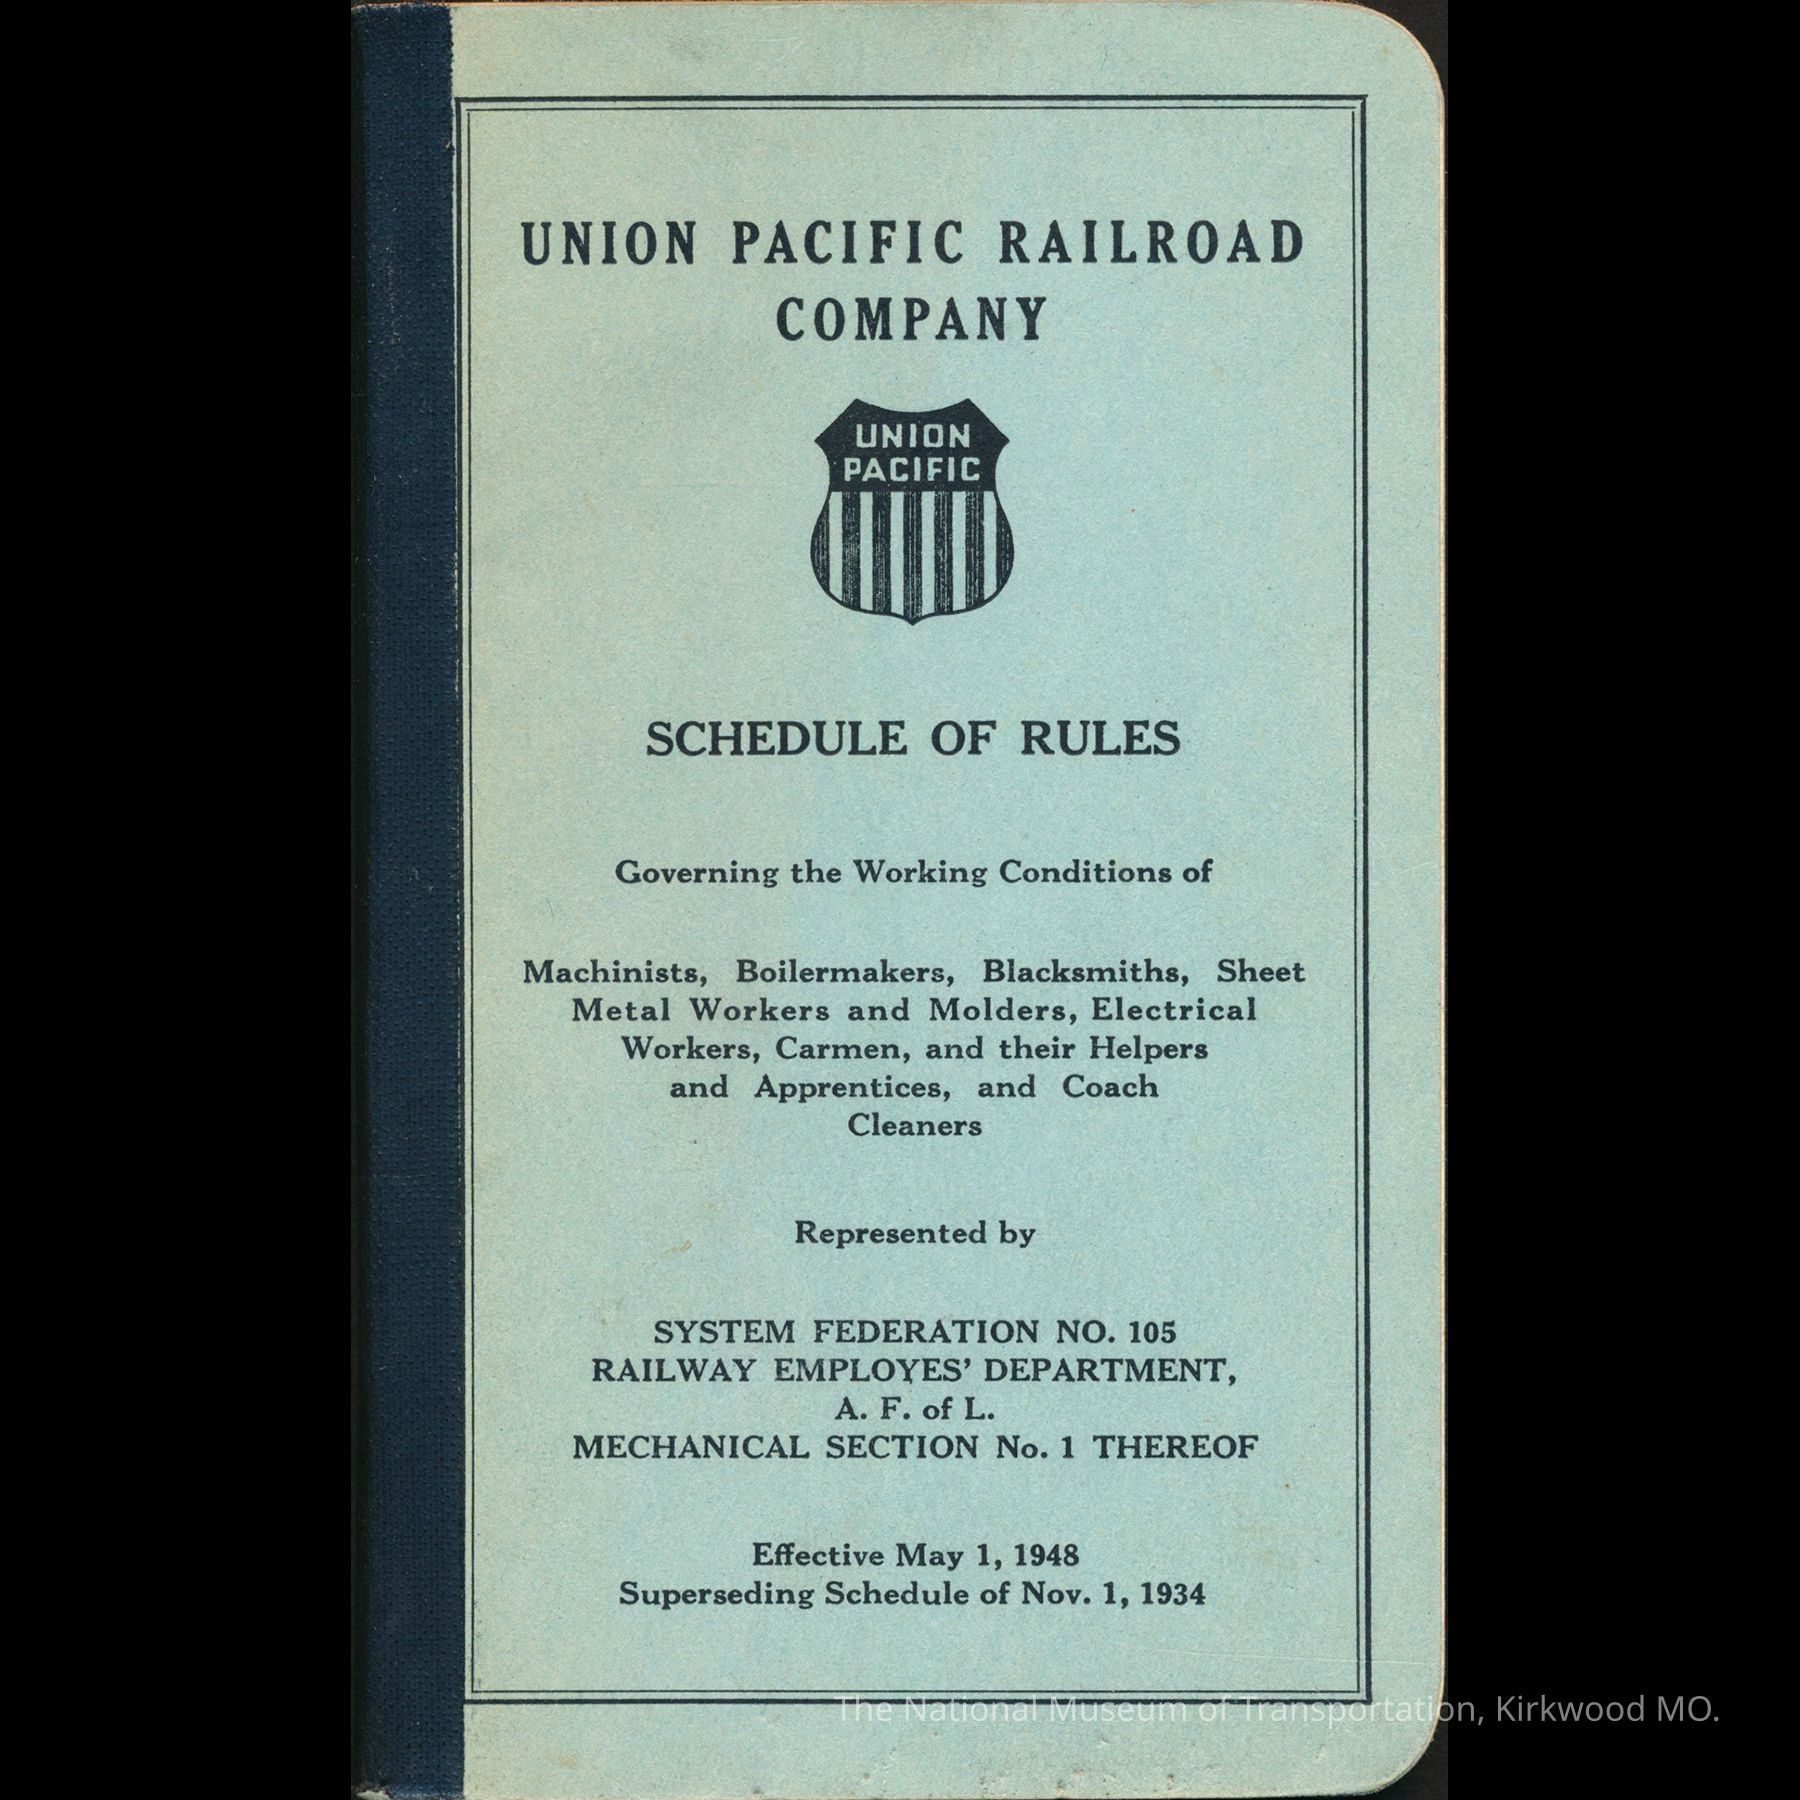 UNION PACIFIC RAILROAD
COMPANY
UNION
PACIFIC
SCHEDULE OF RULES
Governing the Working Conditions of
Machinists, Boilermakers, Blacksmiths, Sheet
Metal Workers and Molders, Electrical
Workers, Carmen, and their Helpers
and Apprentices, and Coach
Cleaners
Represented by
SYSTEM FEDERATION NO. 105
RAILWAY EMPLOYES’ DEPARTMENT,
A. F. of L.
MECHANICAL SECTION No. 1 THEREOF
Effective May 1, 1948
Superseding Schedule of Nov. 1, 1934
The National Museum of Transportation, Kirkwood MO.